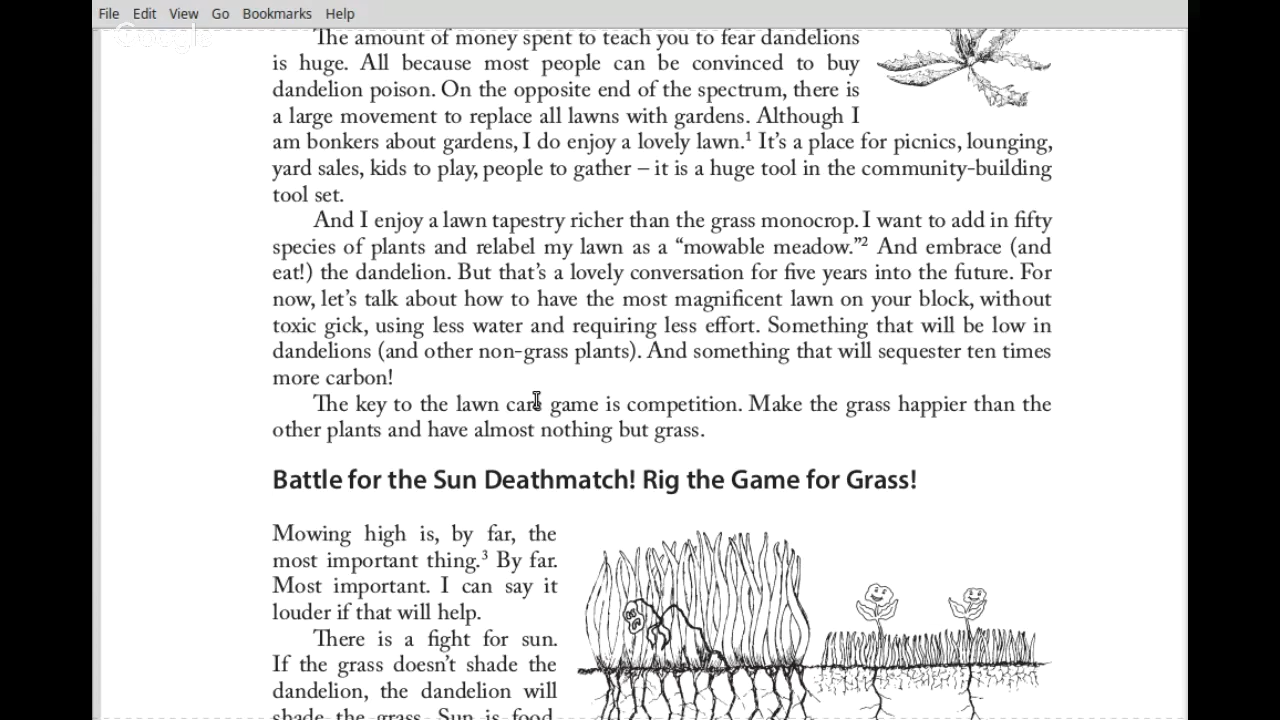 File Edit View Go Bookmarks Help
Google
The amount of money spent to teach you to fear dandelions
is huge. All because most people can be convinced to buy
dandelion poison. On the opposite end of the spectrum, there is
a large movement to replace all lawns with gardens. Although I
am bonkers about gardens, I do enjoy a lovely lawn.¹ It’s a place for picnics, lounging,
yard sales, kids to play, people to gather – it is a huge tool in the community-building
tool set.
And I enjoy a lawn tapestry richer than the grass monocrop. I want to add in fifty
species of plants and relabel my lawn as a “mowable meadow.”² And embrace (and
eat!) the dandelion. But that’s a lovely conversation for five years into the future. For
now, let’s talk about how to have the most magnificent lawn on your block, without
toxic gick, using less water and requiring less effort. Something that will be low in
dandelions (and other non-grass plants). And something that will sequester ten times
more carbon!
The key to the lawn care game is competition. Make the grass happier than the
other plants and have almost nothing but grass.
Battle for the Sun Deathmatch! Rig the Game for Grass!
Mowing high is, by far, the
most important thing.³ By far.
Most important. I can say it
louder if that will help.
There is a fight for sun.
If the grass doesn’t shade the
dandelion, the dandelion will
shade the grass. Sun is food.